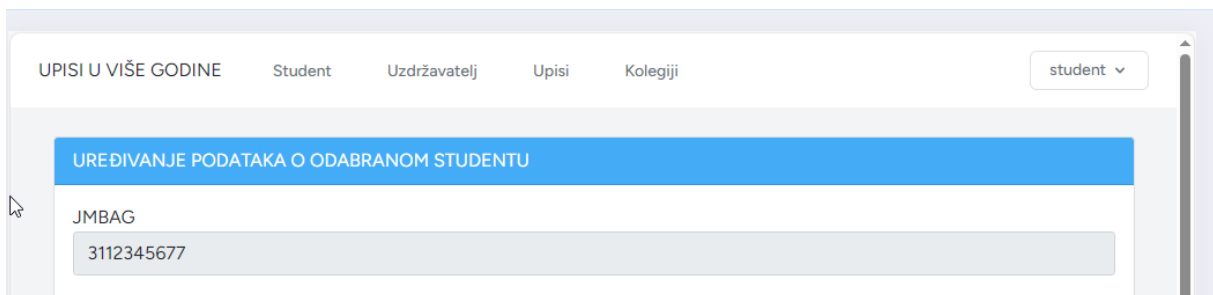 UPISI U VIŠE GODINE Student Uzdržavatelj Upisi Kolegiji student
UREĐIVANJE PODATAKA O ODABRANOM STUDENTU
JMBAG
3112345677